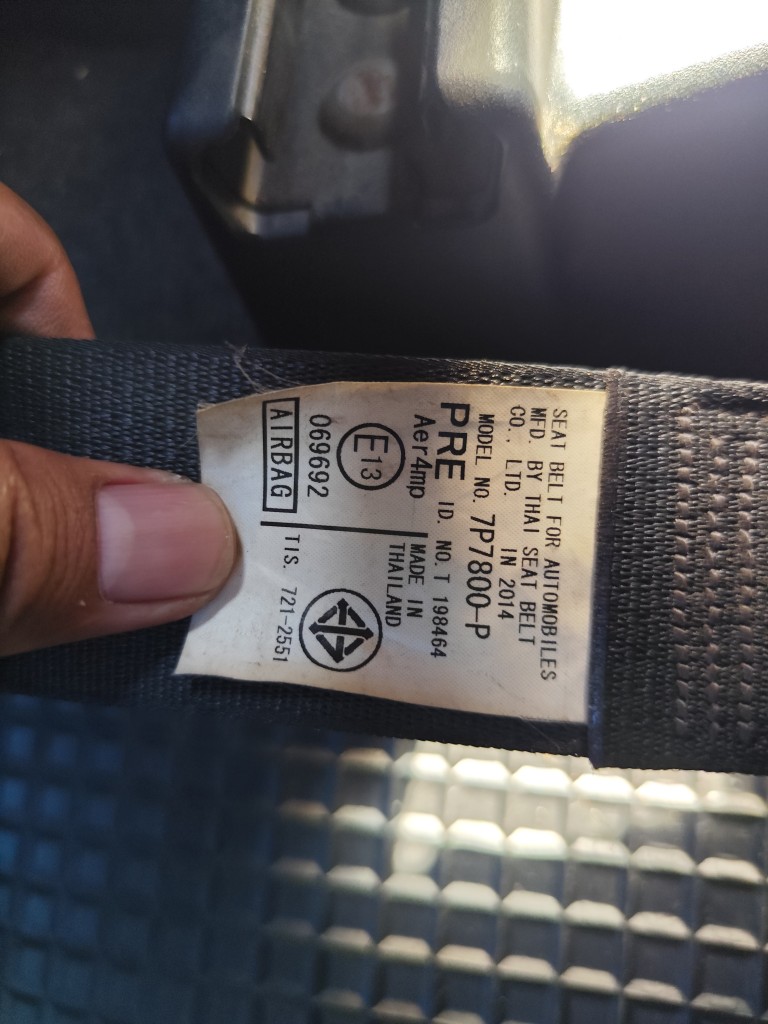 SEAT BELT FOR AUTOMOBILES
MFD. BY THAI SEAT BELT
CO., LTD. IN 2014
MODEL NO. 7P7800-P
PRE ID. NO. T 198464
Aer4mp
MADE IN
THAILAND
E13
069692
AIRBAG
TIS. 721-2551